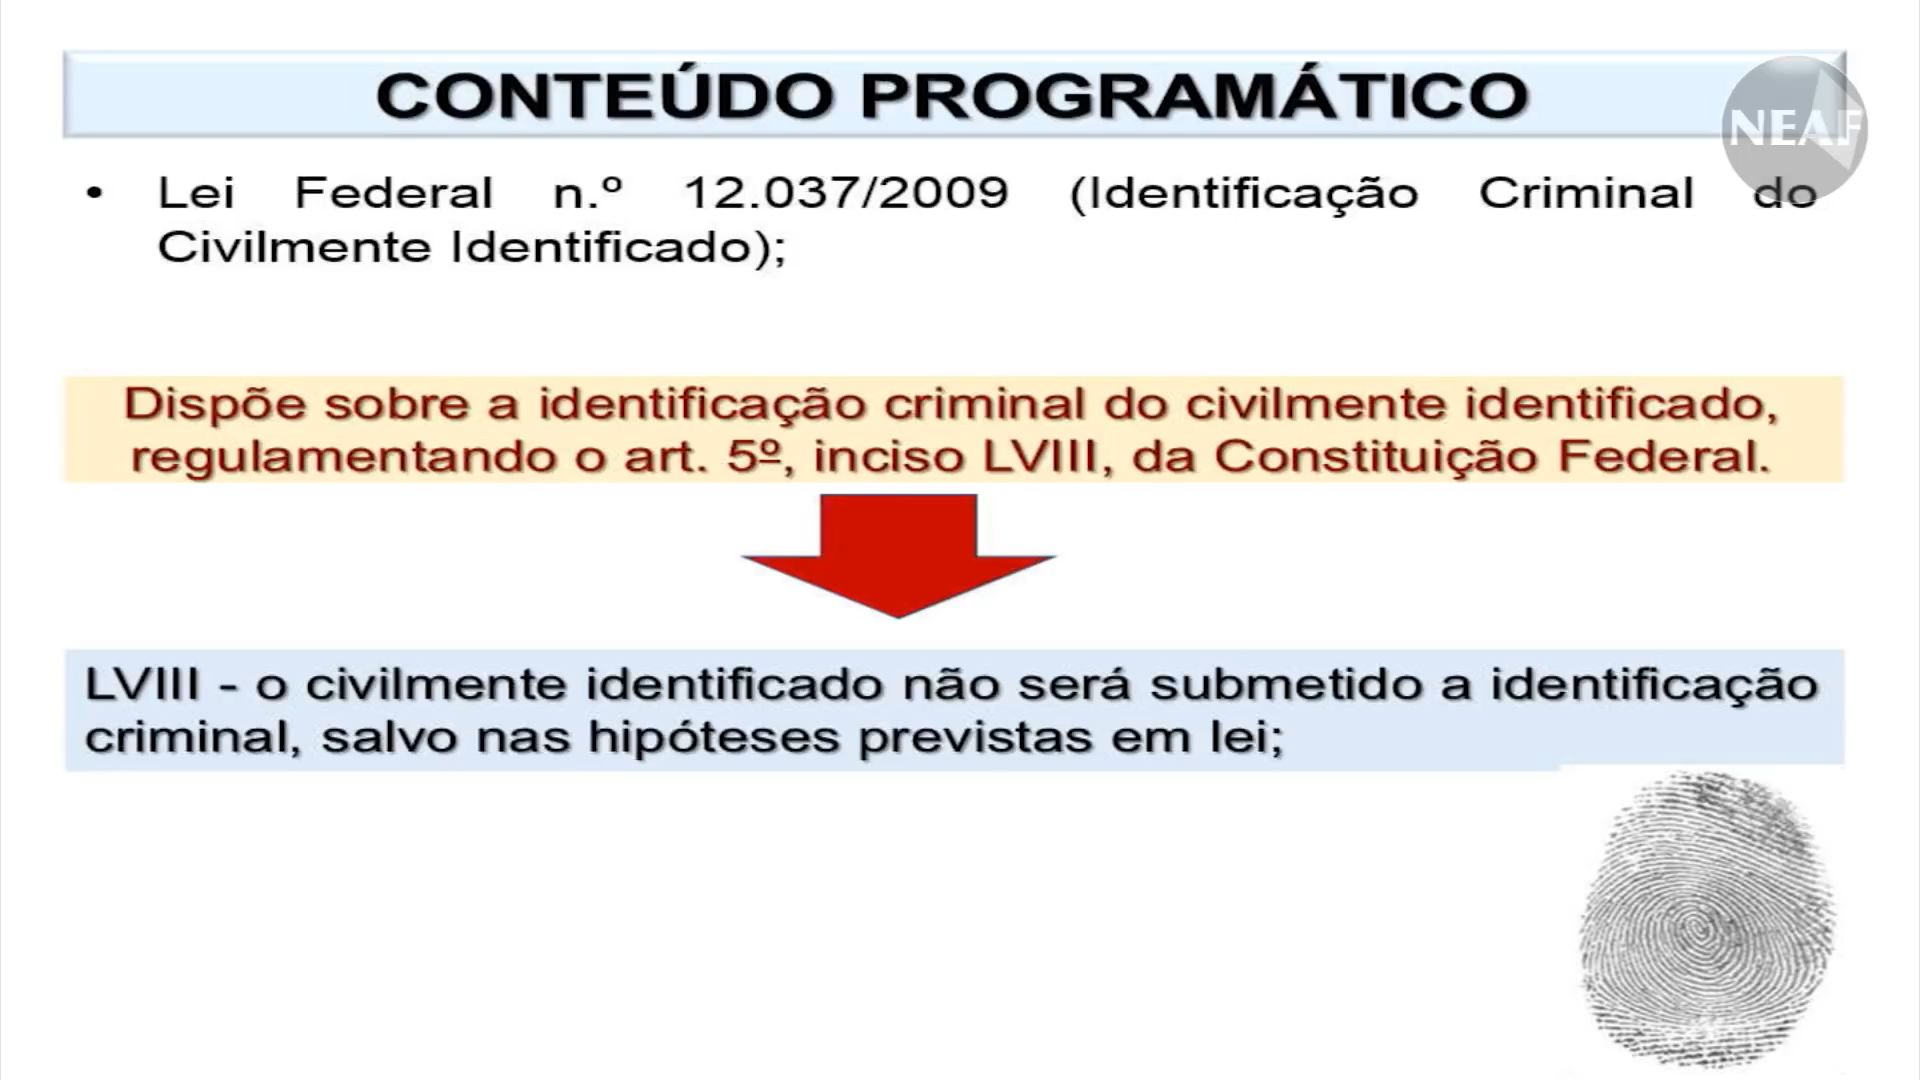 CONTEÚDO PROGRAMÁTICO
NEAF
• Lei Federal n.º 12.037/2009 (Identificação Criminal do
Civilmente Identificado);
Dispõe sobre a identificação criminal do civilmente identificado,
regulamentando o art. 5º, inciso LVIII, da Constituição Federal.
LVIII - o civilmente identificado não será submetido a identificação
criminal, salvo nas hipóteses previstas em lei;